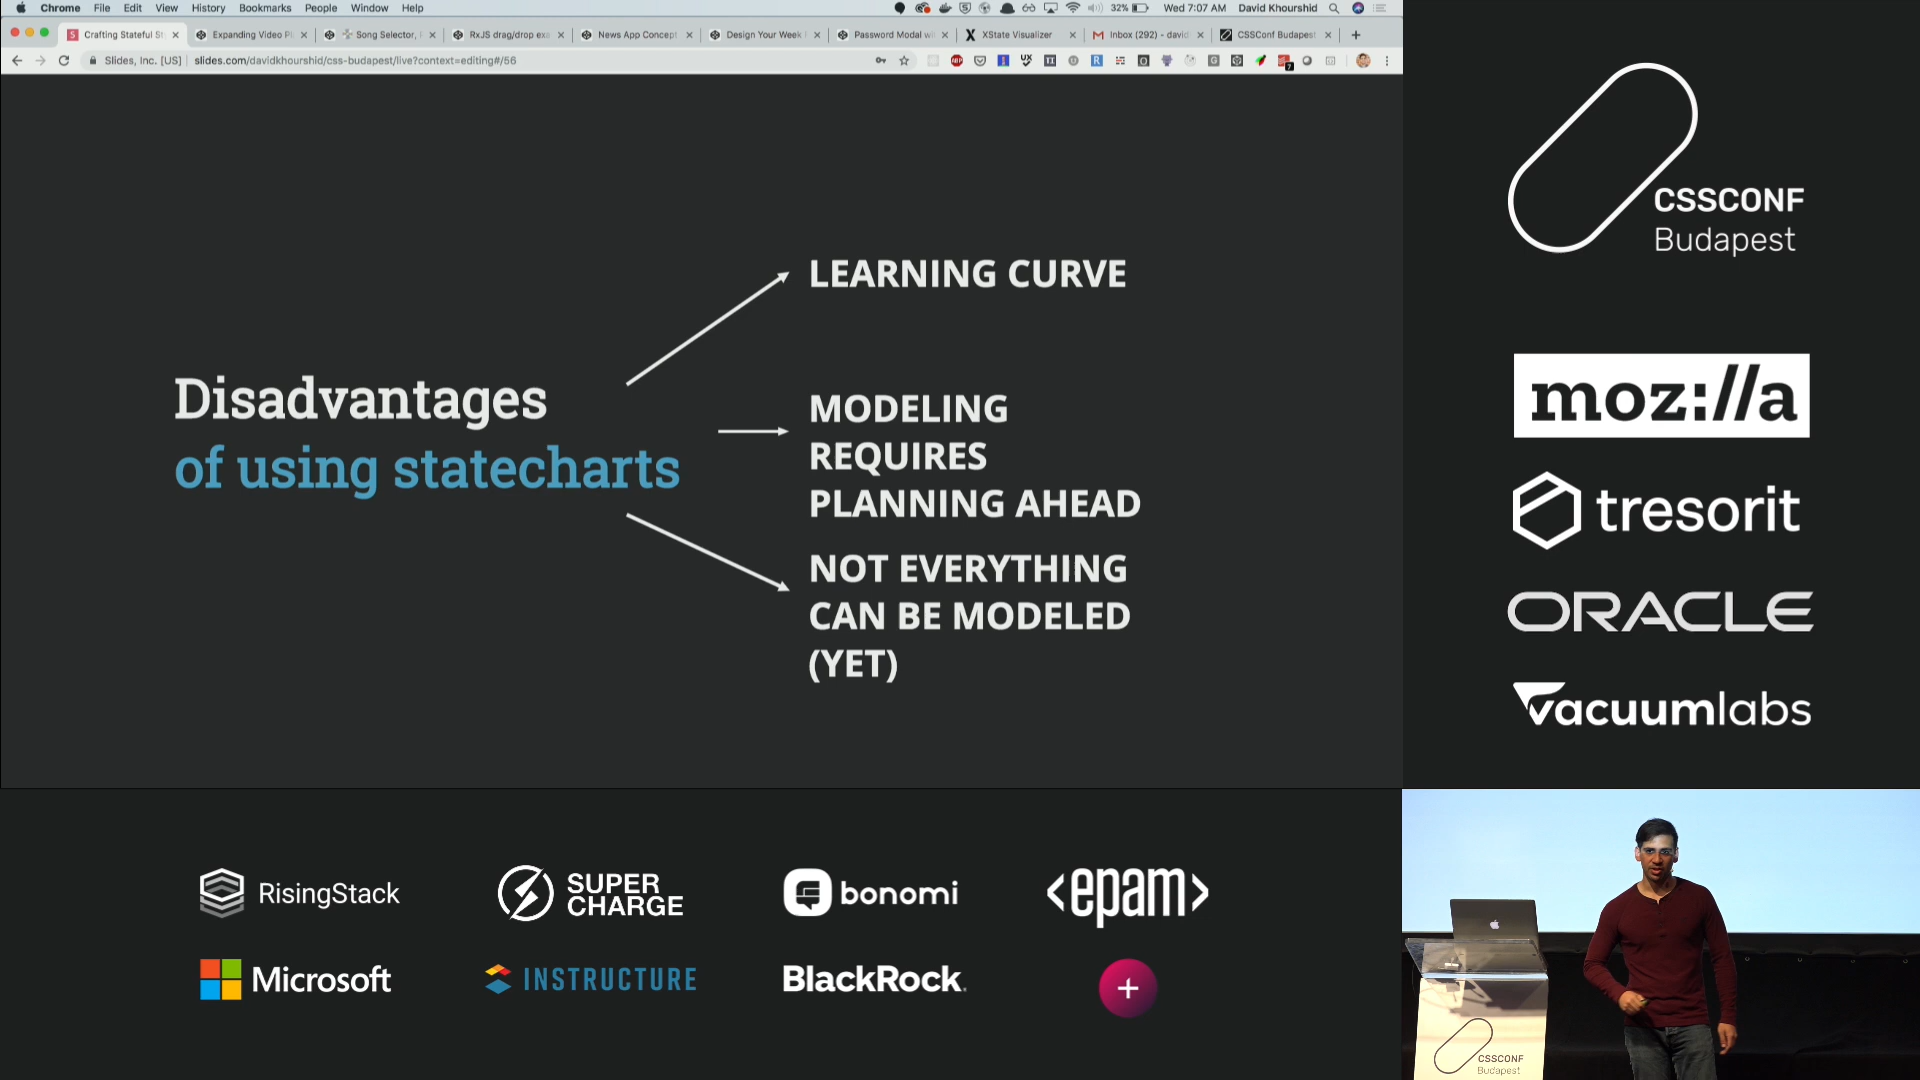 Chrome File Edit View History Bookmarks People Window Help
32% Wed 7:07 AM David Khourshid
Crafting Stateful St
Expanding Video Pl
Song Selector,
RxJS drag/drop exa
News App Concept
Design Your Week
Password Modal wi
XState Visualizer
Inbox (292) - david
CSSConf Budapest
Slides, Inc. [US] slides.com/davidkhourshid/css-budapest/live?context=editing#/56
Disadvantages
of using statecharts
LEARNING CURVE
MODELING
REQUIRES
PLANNING AHEAD
NOT EVERYTHING
CAN BE MODELED
(YET)
CSSCONF
Budapest
moz://a
tresorit
ORACLE
vacuumlabs
RisingStack
SUPER
CHARGE
bonomi
<epam>
Microsoft
INSTRUCTURE
BlackRock.
+
CSSCONF
Budapest